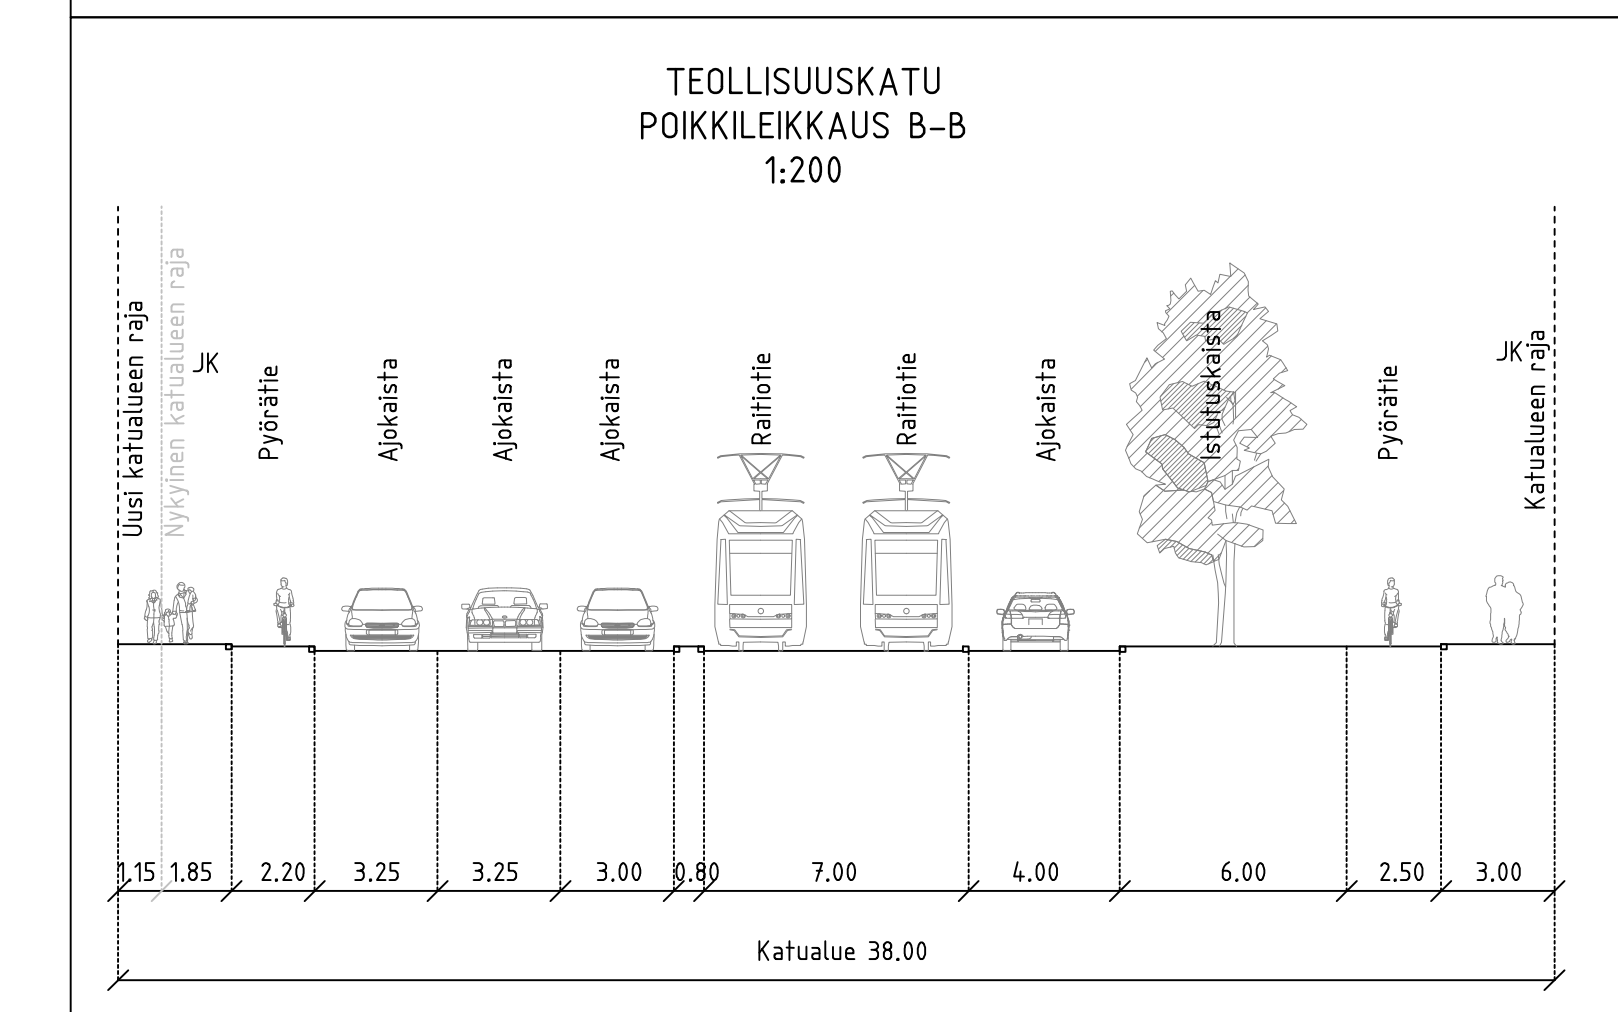 TEOLLISUUSKATU
POIKKILEIKKAUS B-B
1:200
Uusi katualueen raja
Nykyinen katualueen raja
JK
Pyörätie
Ajokaista
Ajokaista
Ajokaista
Raitiotie
Raitiotie
Ajokaista
Istutuskaista
Pyörätie
JK
Katualueen raja
1.15 1.85 2.20 3.25 3.25 3.00 0.80 7.00 4.00 6.00 2.50 3.00
Katualue 38.00